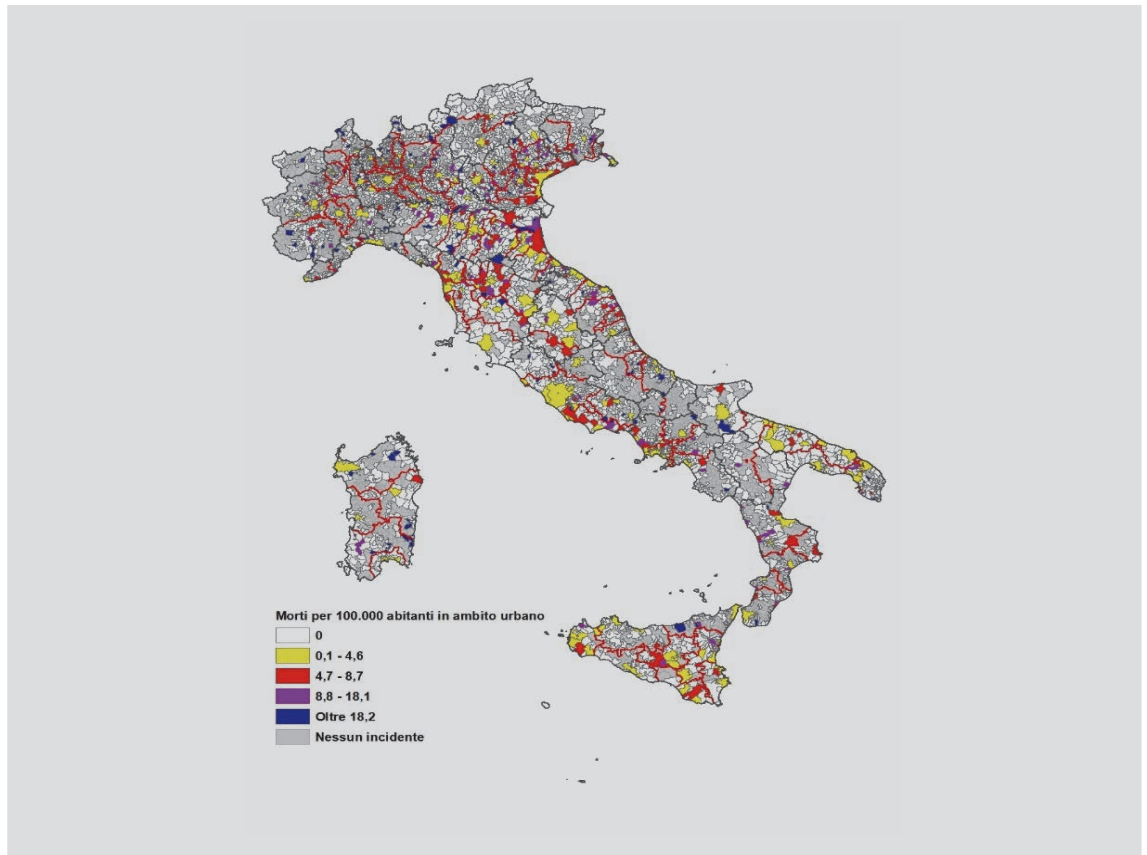 Morti per 100.000 abitanti in ambito urbano
0
0,1 - 4,6
4,7 - 8,7
8,8 - 18,1
Oltre 18,2
Nessun incidente